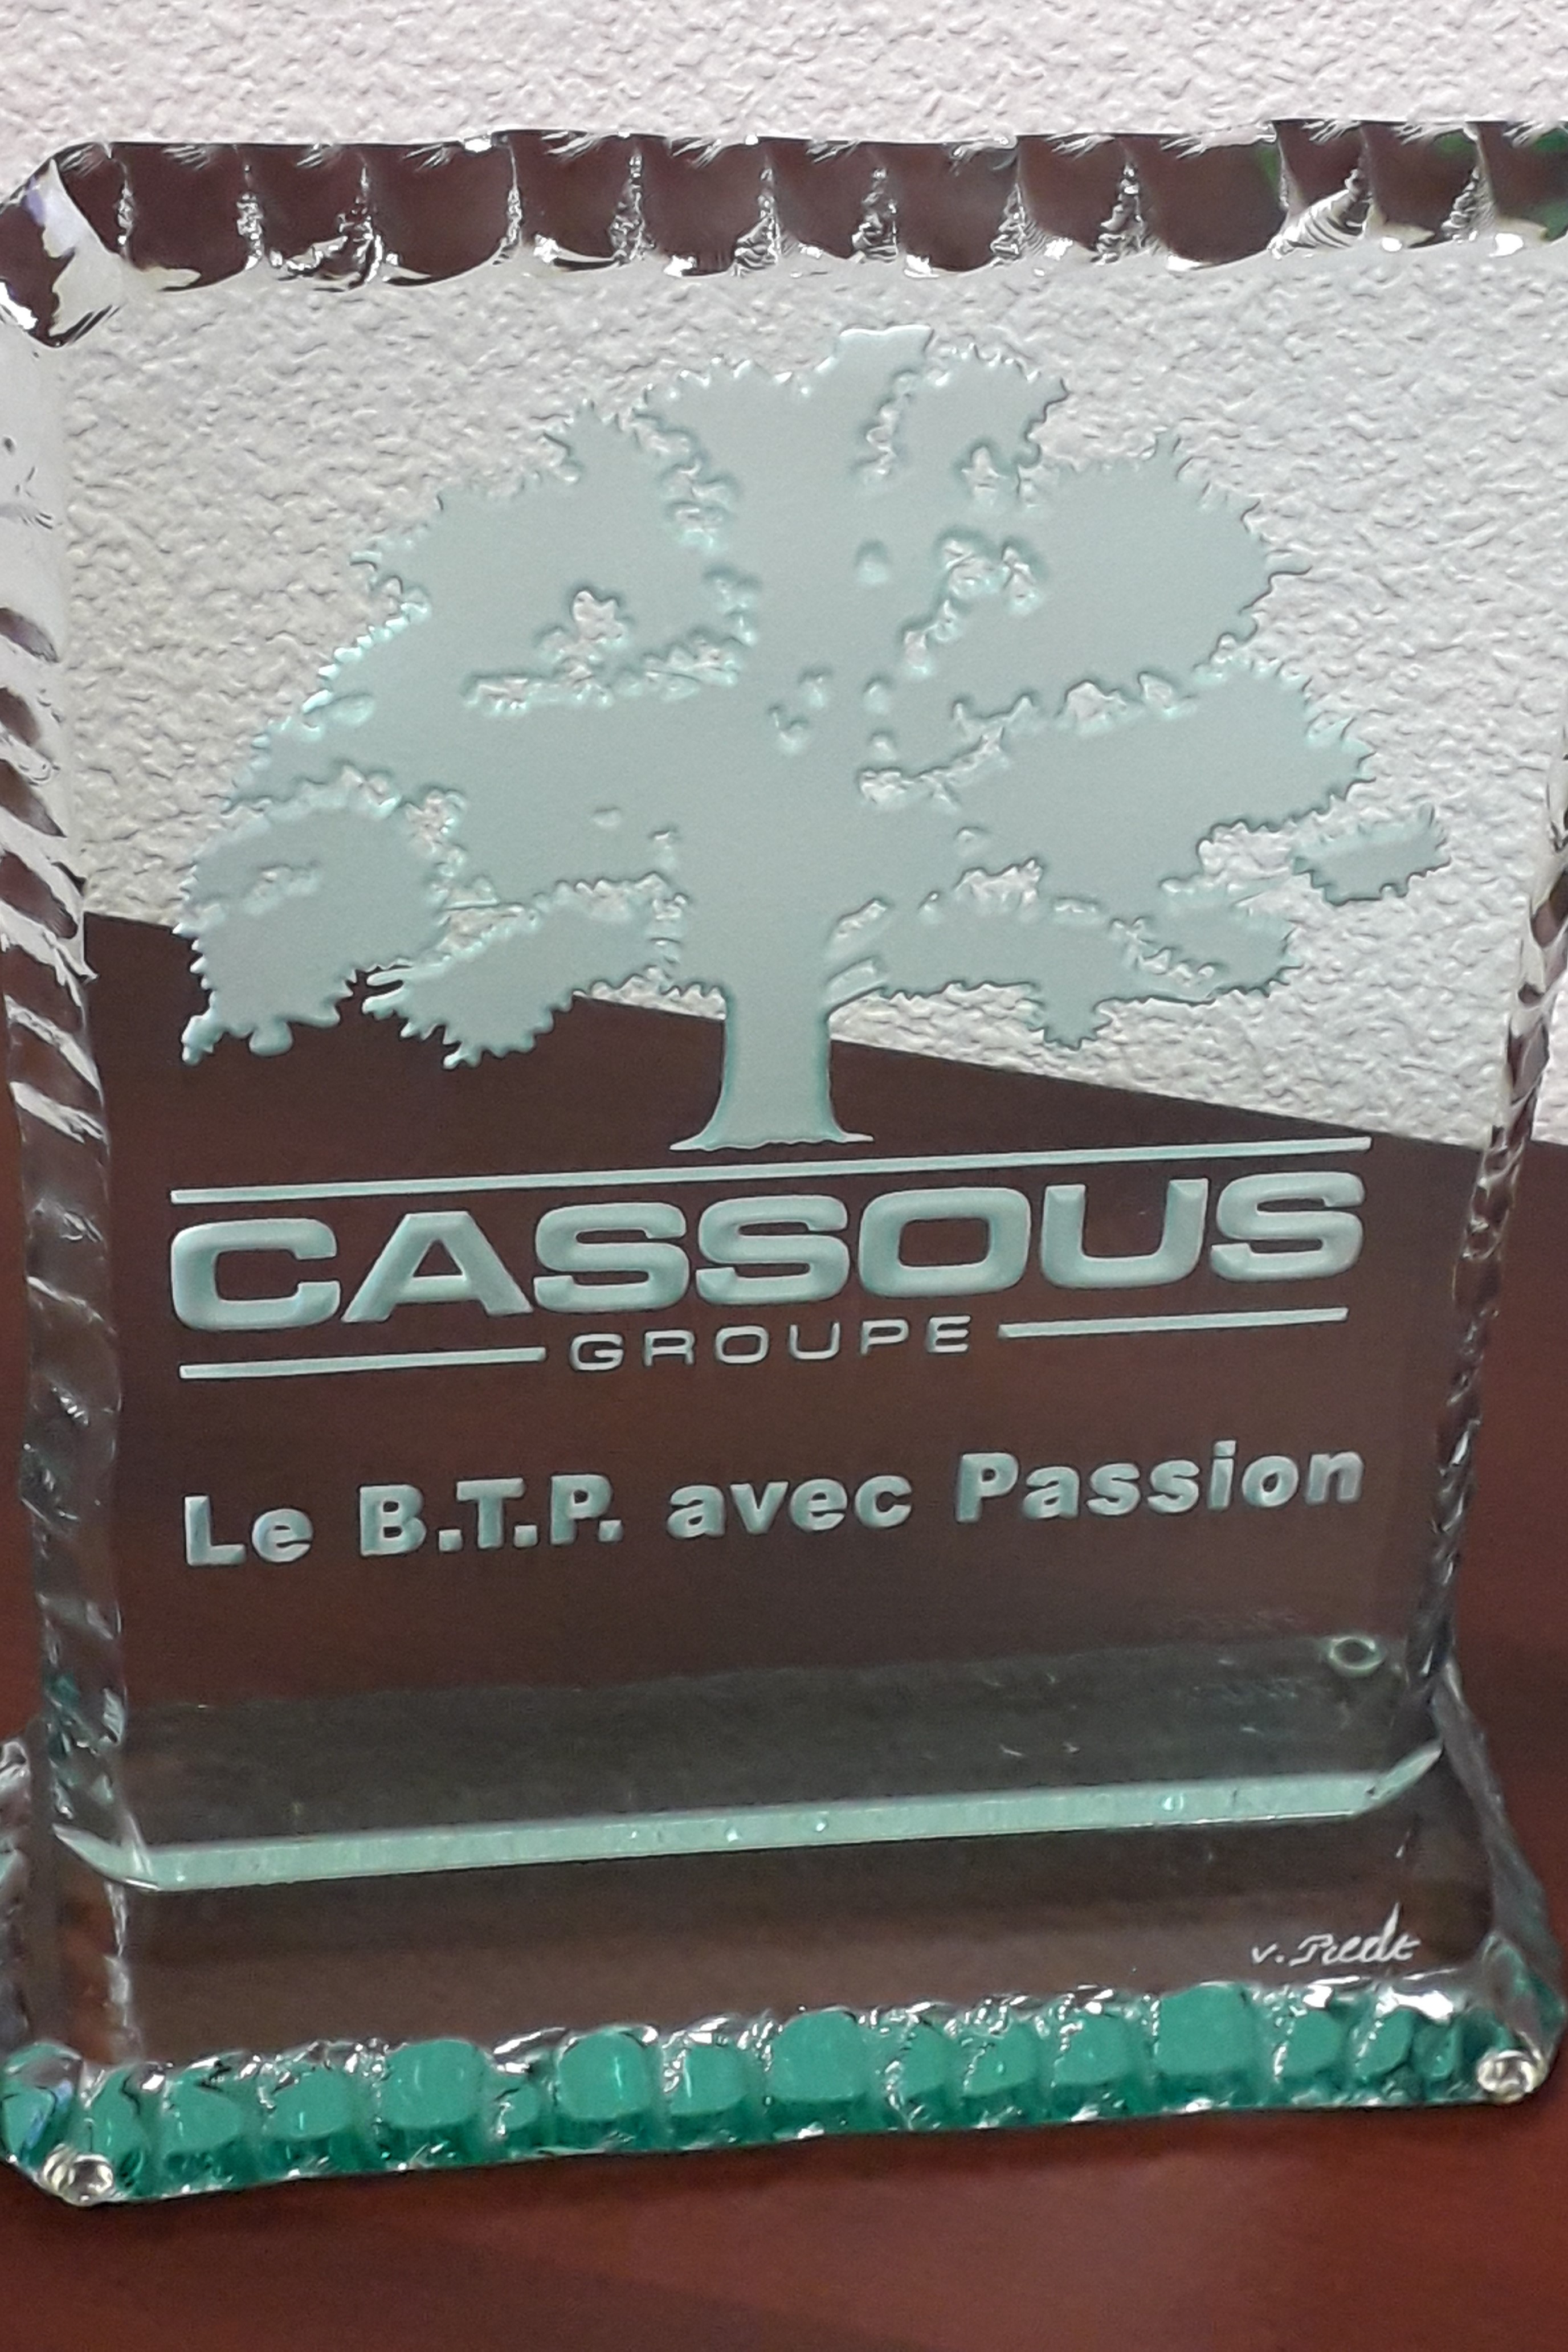 CASSOUS
GROUPE
Le B.T.P. avec Passion